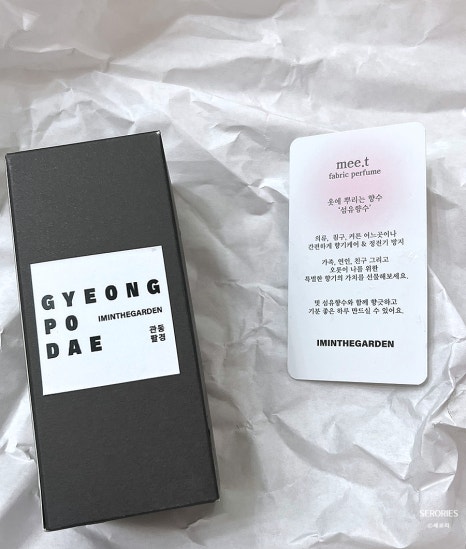 GYEONG
PO
IMINTHEGARDEN
DAE
관동
팔경
mee.t
fabric perfume
옷에 뿌리는 향수
'섬유향수'
의류, 침구, 커튼 어느곳이나
간편하게 향기케어 & 정전기 방지
가족, 연인, 친구 그리고
오롯이 나를 위한
특별한 향기의 가치를 선물해보세요.
밋 섬유향수와 함께 향긋하고
기분 좋은 하루 만드실 수 있어요.
IMINTHEGARDEN
SEROBIES